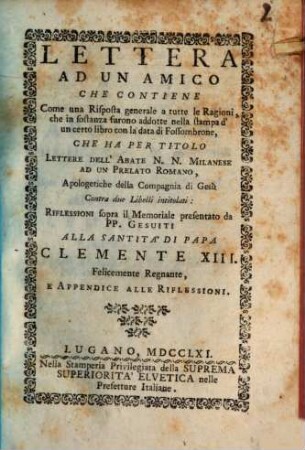 2
LETTERA
AD UN AMICO
CHE CONTIENE
Come una Risposta generale a tutte le Ragioni,
che in sostanza furono addotte nella stampa d'
un certo libro con la data di Fossombrone,
CHE HA PER TITOLO
LETTERE DELL' ABATE N. N. MILANESE
AD UN PRELATO ROMANO,
Apologetiche della Compagnia di Gesù
Contra due Libelli intitolati:
RIFLESSIONI sopra il Memoriale presentato da
PP. GESUITI
ALLA SANTITA' DI PAPA
CLEMENTE XIII.
Felicemente Regnante,
E APPENDICE ALLE RIFLESSIONI.
LUGANO, MDCCLXI.
Nella Stamperia Privilegiata della SUPREMA
SUPERIORITA' ELVETICA nelle
Prefetture Italiane.